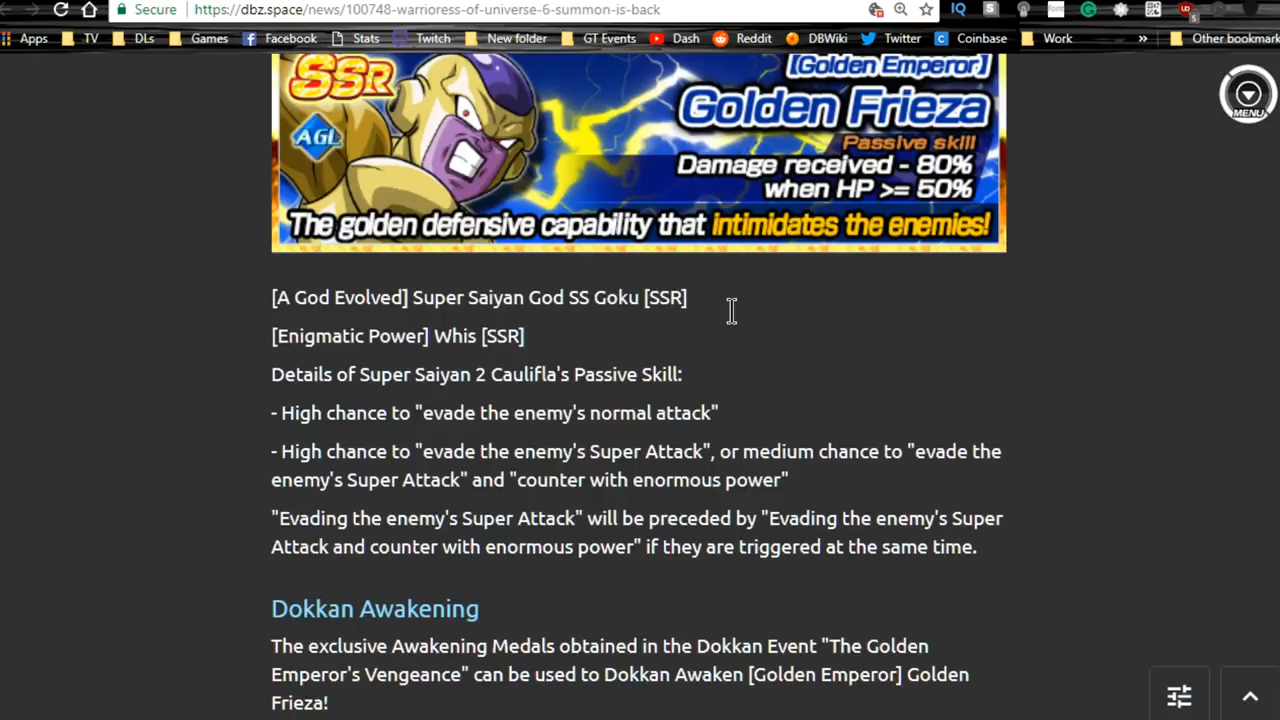 Secure https://dbz.space/news/100748-warrioress-of-universe-6-summon-is-back
Apps TV DLs Games Facebook Stats Twitch New folder GT Events Dash Reddit DBWiki Twitter Coinbase Work » Other bookmark
SSR
[Golden Emperor]
AGL
Golden Frieza
Passive skill
Damage received - 80%
when HP >= 50%
The golden defensive capability that intimidates the enemies!
MENU
[A God Evolved] Super Saiyan God SS Goku [SSR]
[Enigmatic Power] Whis [SSR]
Details of Super Saiyan 2 Caulifla's Passive Skill:
- High chance to "evade the enemy's normal attack"
- High chance to "evade the enemy's Super Attack", or medium chance to "evade the
enemy's Super Attack" and "counter with enormous power"
"Evading the enemy's Super Attack" will be preceded by "Evading the enemy's Super
Attack and counter with enormous power" if they are triggered at the same time.
Dokkan Awakening
The exclusive Awakening Medals obtained in the Dokkan Event "The Golden
Emperor's Vengeance" can be used to Dokkan Awaken [Golden Emperor] Golden
Frieza!